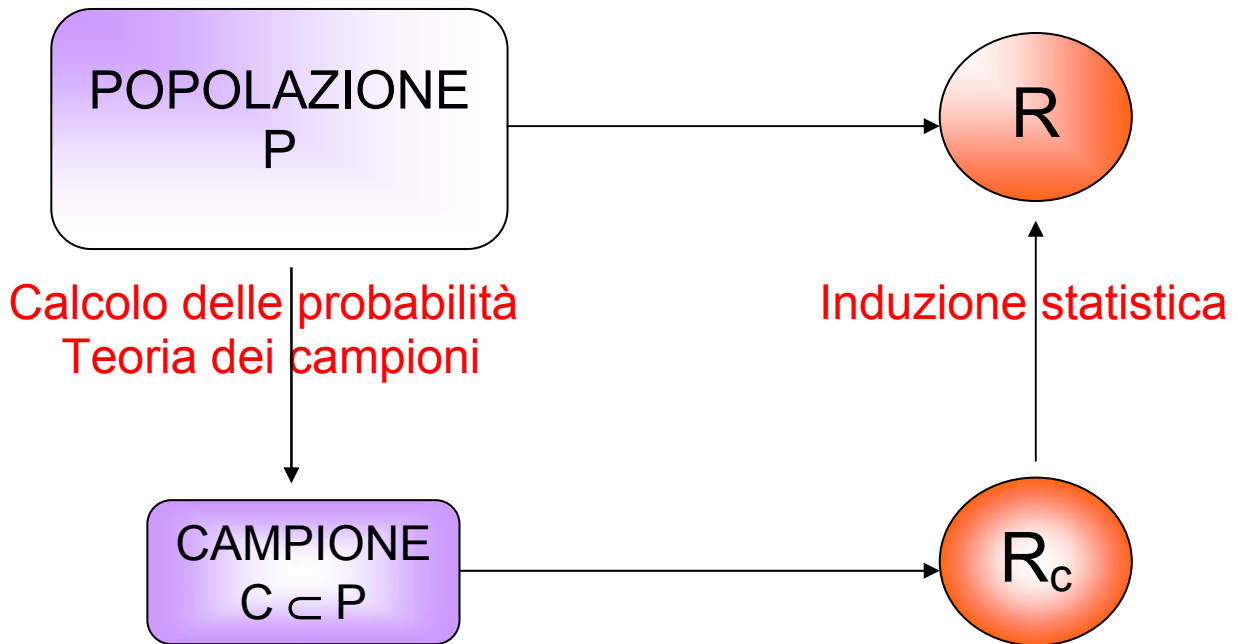 POPOLAZIONE
P
R
Calcolo delle probabilità
Teoria dei campioni
Induzione statistica
CAMPIONE
C ⊂ P
Rc